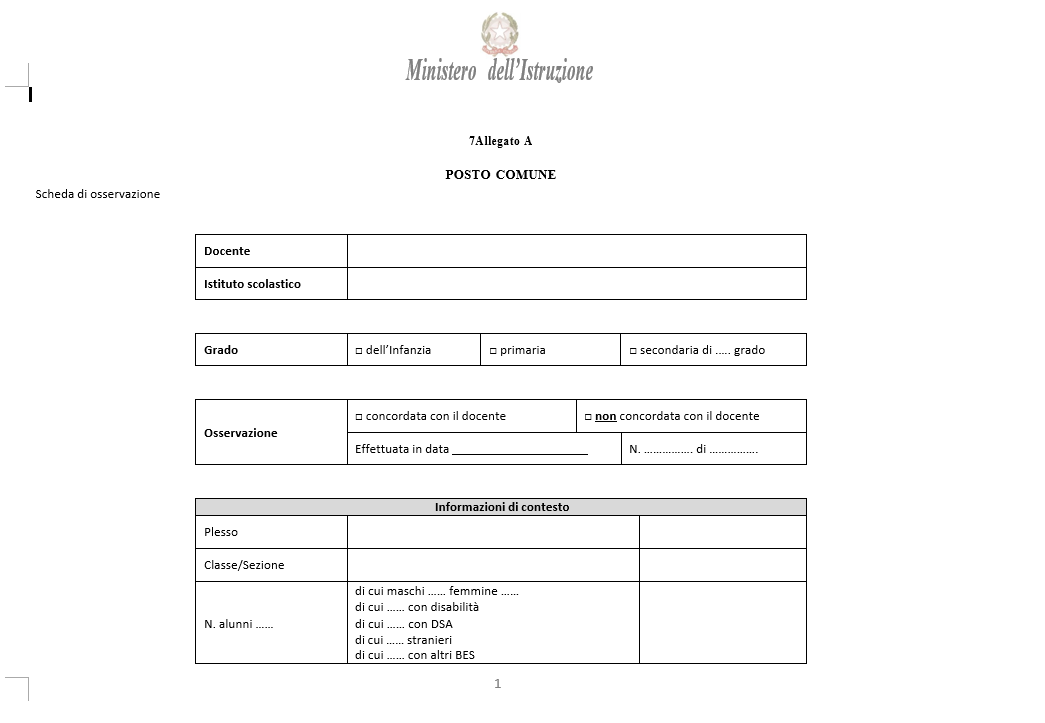 Ministero dell'Istruzione
7Allegato A
POSTO COMUNE
Scheda di osservazione
Docente
Istituto scolastico
Grado □ dell'Infanzia □ primaria □ secondaria di ..... grado
Osservazione □ concordata con il docente □ non concordata con il docente
Effettuata in data ______________________ N. ……………. di …………….
Informazioni di contesto
Plesso
Classe/Sezione
N. alunni ……
di cui maschi …… femmine ……
di cui …… con disabilità
di cui …… con DSA
di cui …… stranieri
di cui …… con altri BES
1